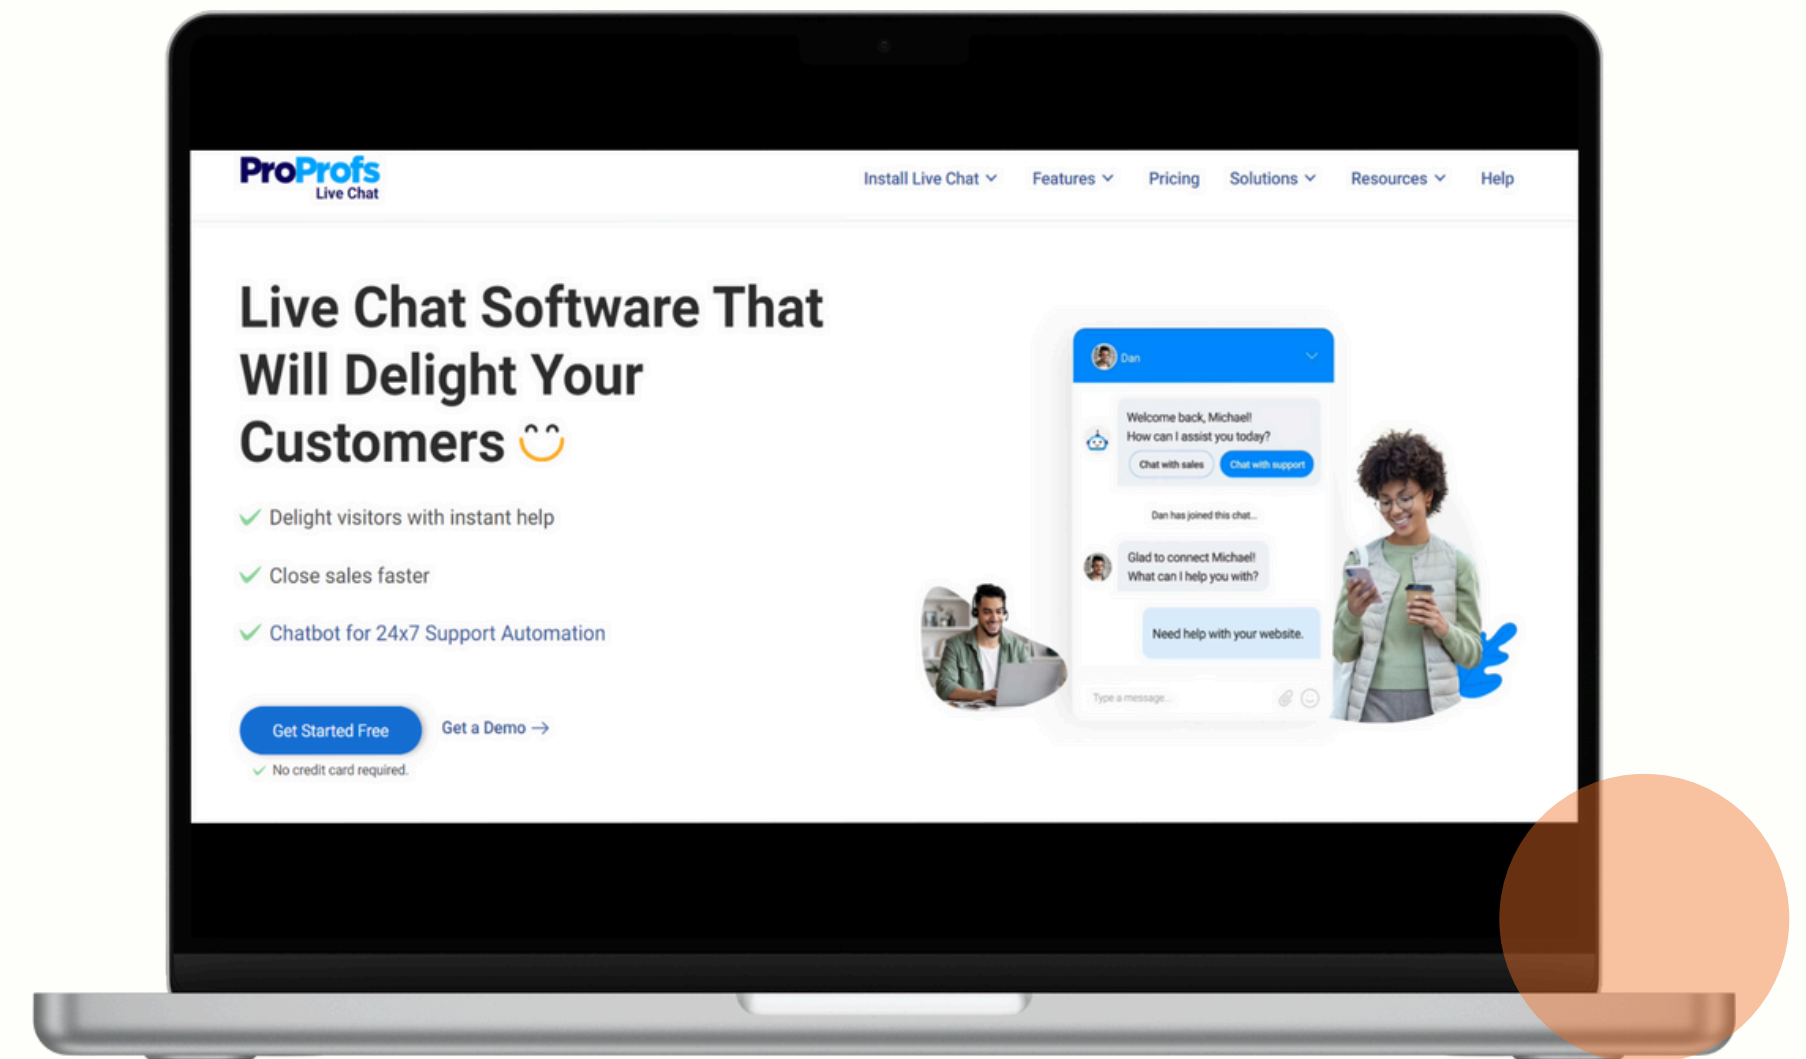 ProProfs
Live Chat
Install Live Chat
Features
Pricing
Solutions
Resources
Help
Live Chat Software That
Will Delight Your
Customers
Delight visitors with instant help
Close sales faster
Chatbot for 24x7 Support Automation
Get Started Free
Get a Demo →
No credit card required.
Dan
Welcome back, Michael!
How can I assist you today?
Chat with sales
Chat with support
Dan has joined this chat...
Glad to connect Michael!
What can I help you with?
Need help with your website.
Type a message...